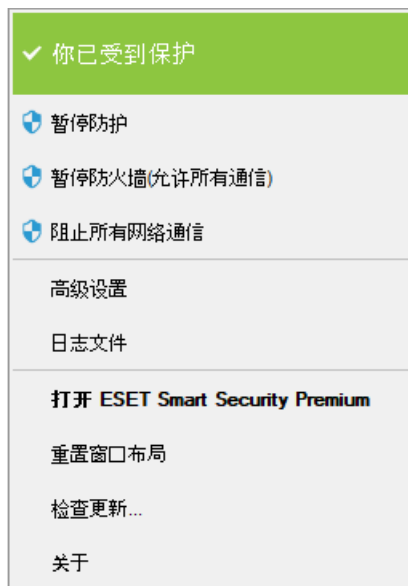 你已受到保护
暂停防护
暂停防火墙(允许所有通信)
阻止所有网络通信
高级设置
日志文件
打开 ESET Smart Security Premium
重置窗口布局
检查更新...
关于